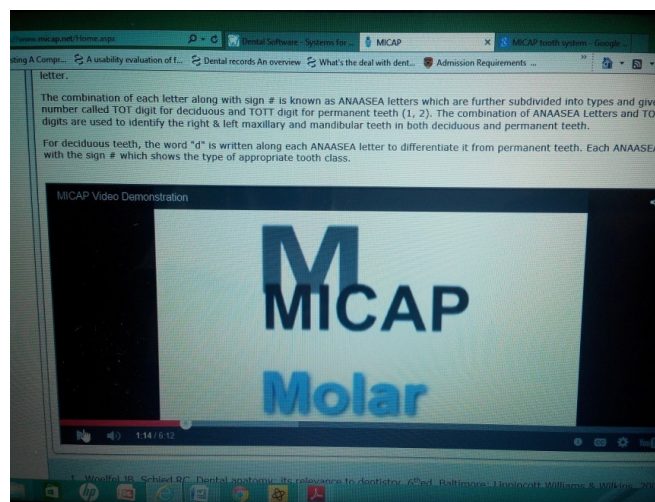 //www.micap.net/Home.aspx
Dental Software - Systems for ...
MICAP
MICAP tooth system - Google ...
sting A Compr...
A usability evaluation of f...
Dental records An overview
What's the deal with dent...
Admission Requirements ...
letter.
The combination of each letter along with sign # is known as ANAASEA letters which are further subdivided into types and give
number called TOT digit for deciduous and TOTT digit for permanent teeth (1, 2). The combination of ANAASEA Letters and TO
digits are used to identify the right & left maxillary and mandibular teeth in both deciduous and permanent teeth.
For deciduous teeth, the word "d" is written along each ANAASEA letter to differentiate it from permanent teeth. Each ANAASEA
with the sign # which shows the type of appropriate tooth class.
MICAP Video Demonstration
M
MICAP
Molar
1:14 / 6:12
1. Woelfel JB, Schied RC. Dental anatomy: its relevance to dentistry. 6th ed. Baltimore: Lippincott Williams & Wilkins, 200
hp